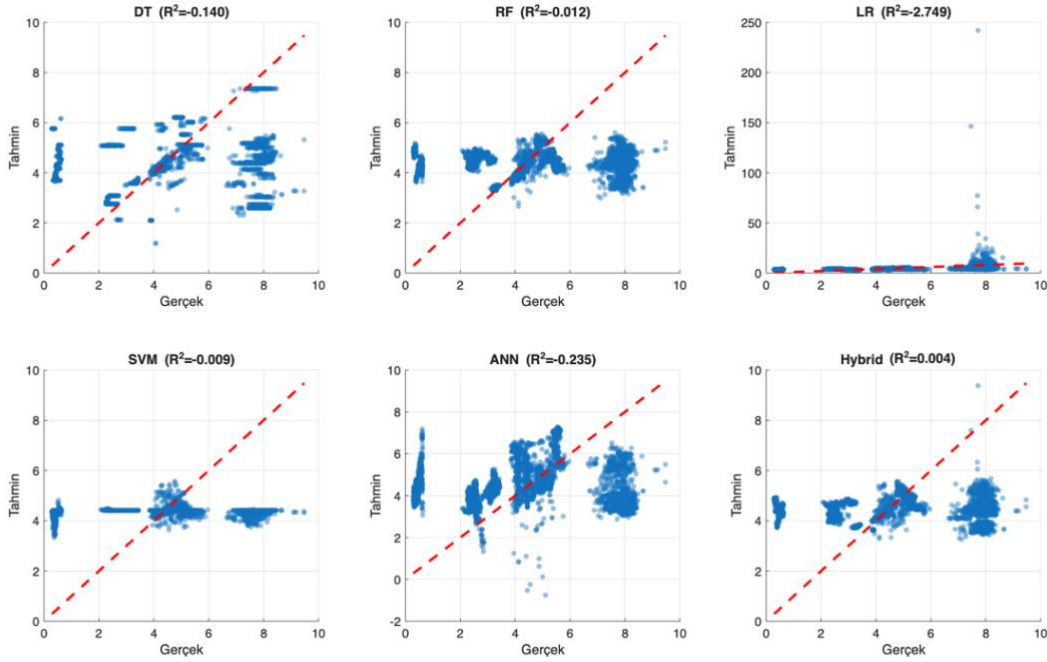 DT (R²=-0.140)
10
8
6
4
2
0
0 2 4 6 8 10
Tahmin
Gerçek
RF (R²=-0.012)
10
8
6
4
2
0
0 2 4 6 8 10
Tahmin
Gerçek
LR (R²=-2.749)
250
200
150
100
50
0
0 2 4 6 8 10
Tahmin
Gerçek
SVM (R²=-0.009)
10
8
6
4
2
0
0 2 4 6 8 10
Tahmin
Gerçek
ANN (R²=-0.235)
10
8
6
4
2
0
-2
0 2 4 6 8 10
Tahmin
Gerçek
Hybrid (R²=0.004)
10
8
6
4
2
0
0 2 4 6 8 10
Tahmin
Gerçek